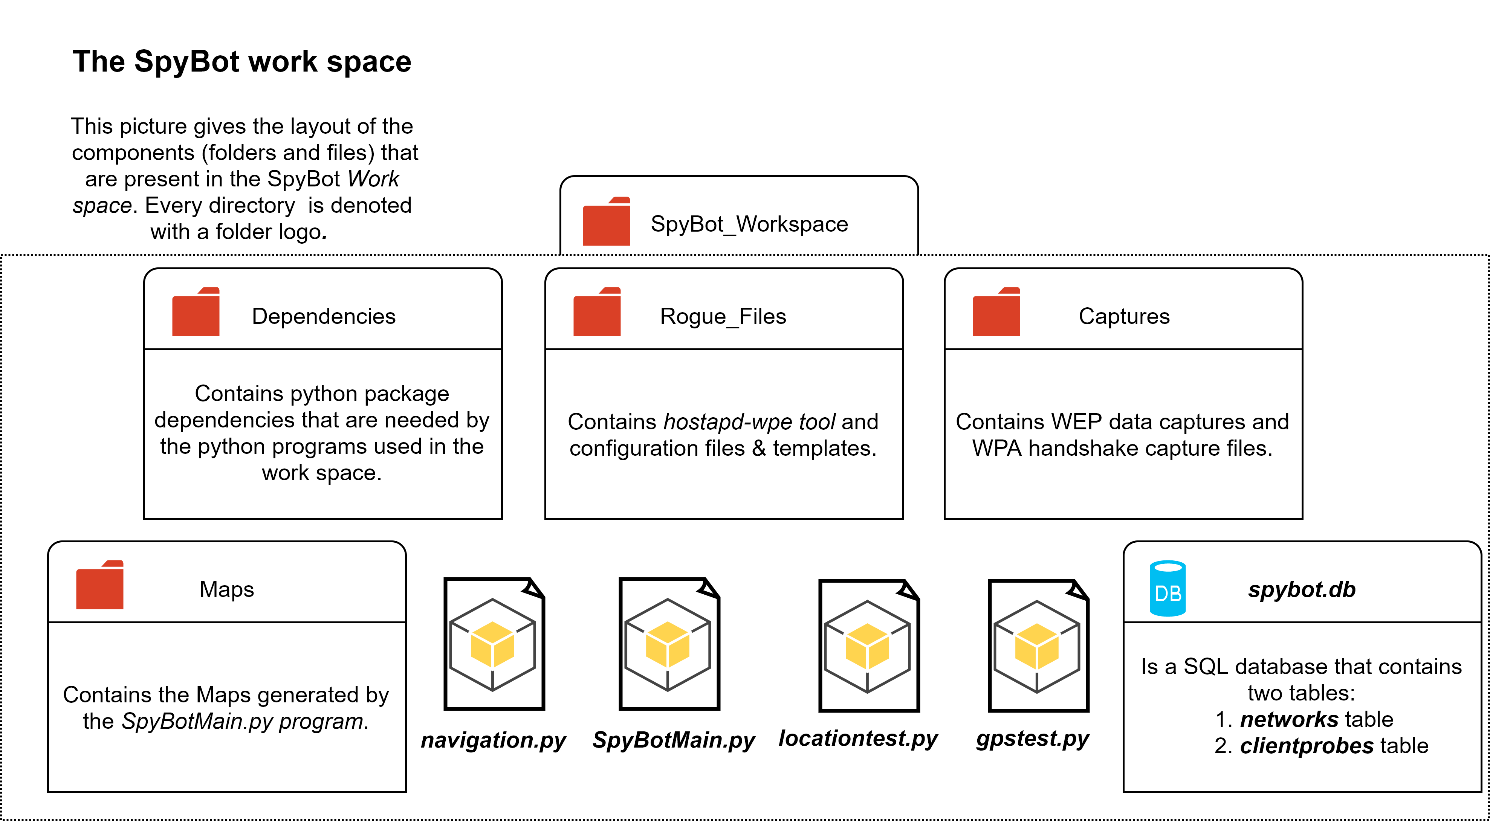 The SpyBot work space
This picture gives the layout of the
components (folders and files) that
are present in the SpyBot Work
space. Every directory is denoted
with a folder logo.
SpyBot_Workspace
Dependencies
Contains python package
dependencies that are needed by
the python programs used in the
work space.
Rogue_Files
Contains hostapd-wpe tool and
configuration files & templates.
Captures
Contains WEP data captures and
WPA handshake capture files.
Maps
Contains the Maps generated by
the SpyBotMain.py program.
navigation.py
SpyBotMain.py
locationtest.py
gpstest.py
DB
spybot.db
Is a SQL database that contains
two tables:
1. networks table
2. clientprobes table